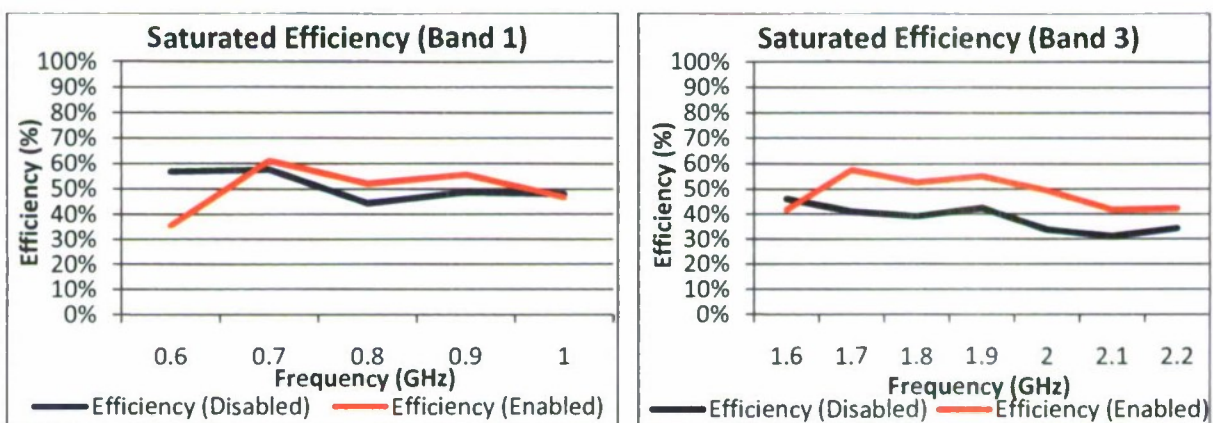 Saturated Efficiency (Band 1)
100%
90%
80%
70%
60%
50%
40%
30%
20%
10%
0%
Efficiency (%)
0.6 0.7 0.8 0.9 1
Frequency (GHz)
Efficiency (Disabled) Efficiency (Enabled)
Saturated Efficiency (Band 3)
100%
90%
80%
70%
60%
50%
40%
30%
20%
10%
0%
Efficiency (%)
1.6 1.7 1.8 1.9 2 2.1 2.2
Frequency (GHz)
Efficiency (Disabled) Efficiency (Enabled)